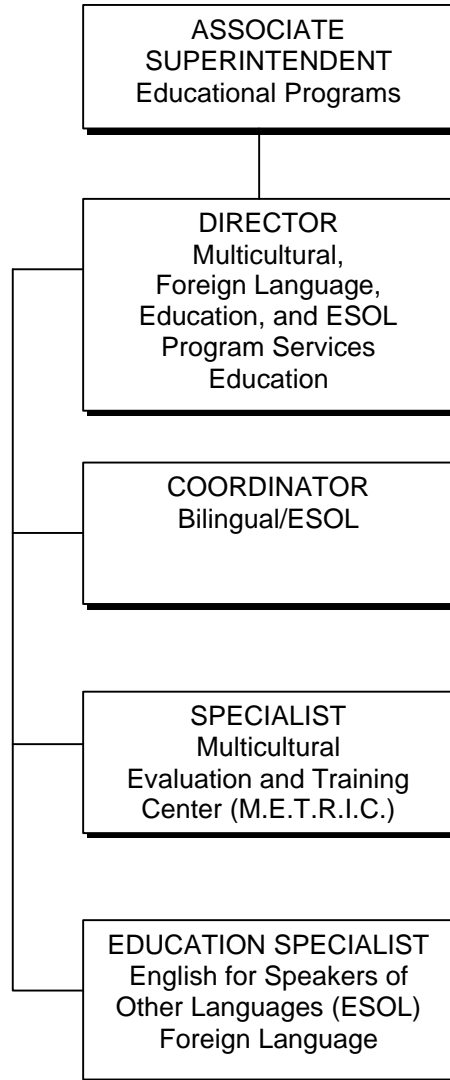 ASSOCIATE
SUPERINTENDENT
Educational Programs
DIRECTOR
Multicultural,
Foreign Language,
Education, and ESOL
Program Services
Education
COORDINATOR
Bilingual/ESOL
SPECIALIST
Multicultural
Evaluation and Training
Center (M.E.T.R.I.C.)
EDUCATION SPECIALIST
English for Speakers of
Other Languages (ESOL)
Foreign Language